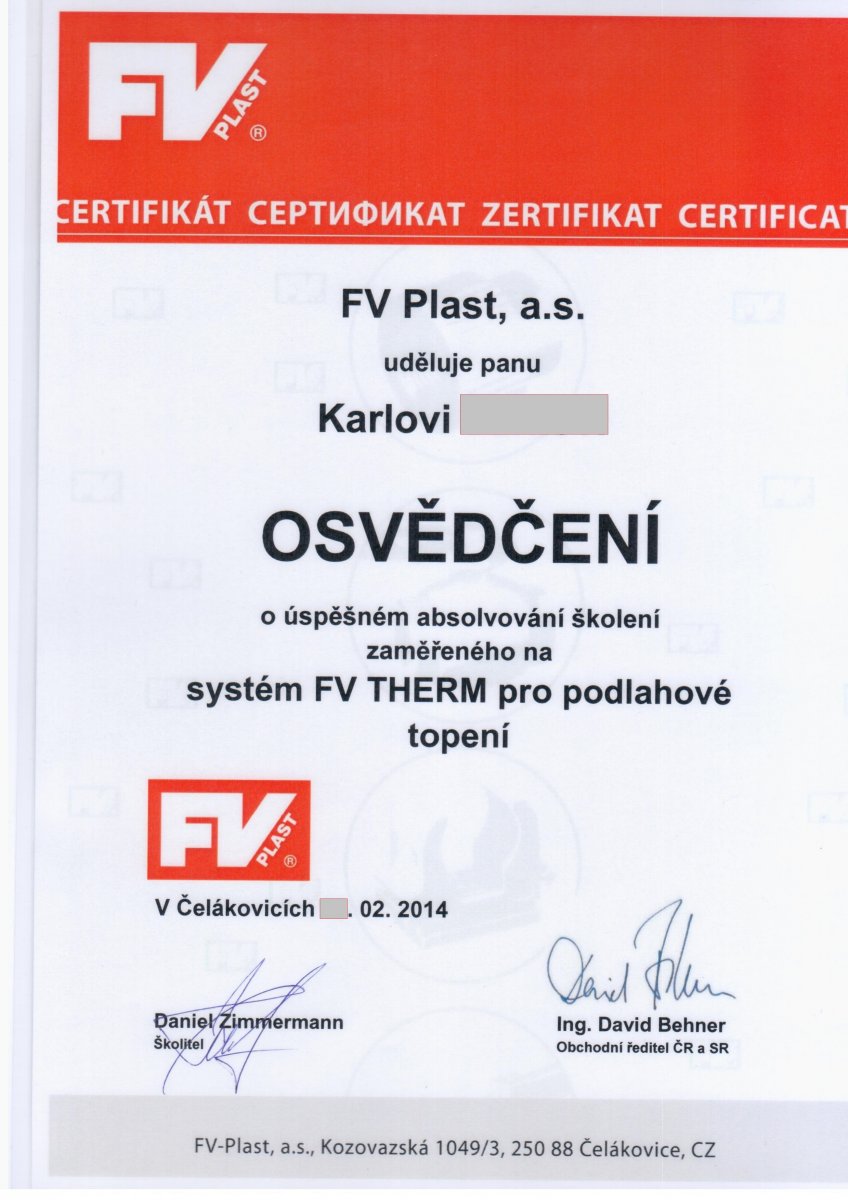 FV
PLAST
®
CERTIFIKÁT СЕРТИФИКАТ ZERTIFIKAT CERTIFICAT
FV Plast, a.s.
uděluje panu
Karlovi
OSVĚDČENÍ
o úspěšném absolvování školení
zaměřeného na
systém FV THERM pro podlahové
topení
FV
PLAST
®
V Čelákovicích . 02. 2014
Daniel Zimmermann
Školitel
Ing. David Behner
Obchodní ředitel ČR a SR
FV-Plast, a.s., Kozovazská 1049/3, 250 88 Čelákovice, CZ